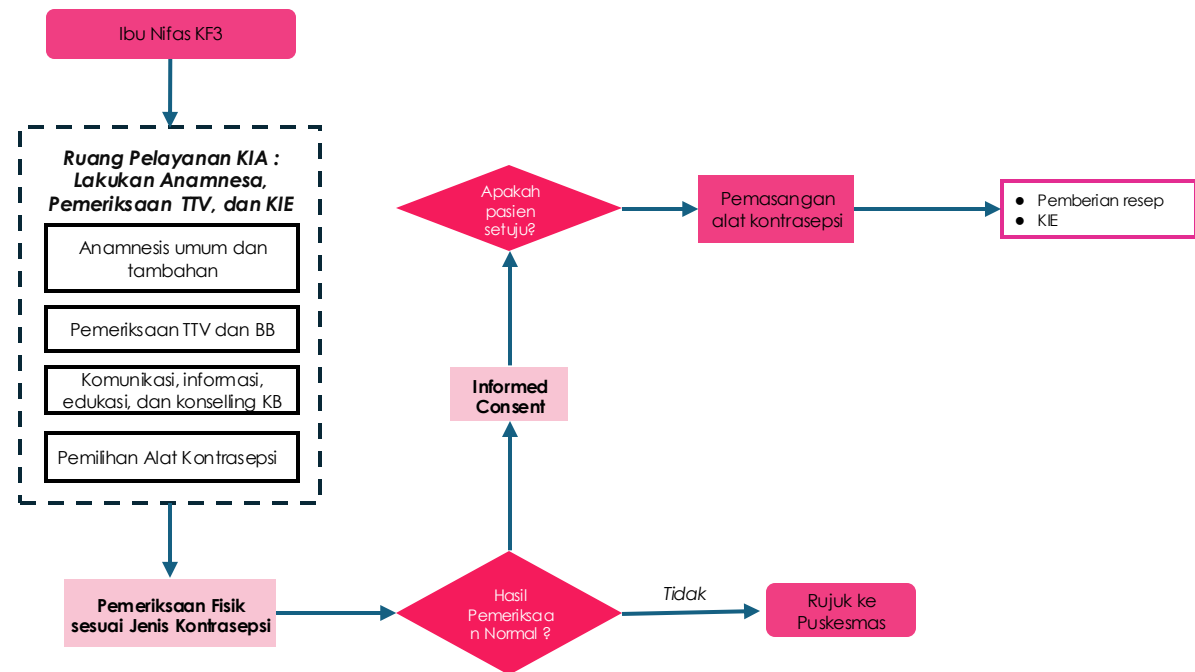 Ibu Nifas KF3
Ruang Pelayanan KIA :
Lakukan Anamnesa,
Pemeriksaan TTV, dan KIE
Anamnesis umum dan
tambahan
Pemeriksaan TTV dan BB
Komunikasi, informasi,
edukasi, dan konselling KB
Pemilihan Alat Kontrasepsi
Pemeriksaan Fisik
sesuai Jenis Kontrasepsi
Hasil
Pemeriksaa
n Normal ?
Tidak
Rujuk ke
Puskesmas
Informed
Consent
Apakah
pasien
setuju?
Pemasangan
alat kontrasepsi
● Pemberian resep
● KIE